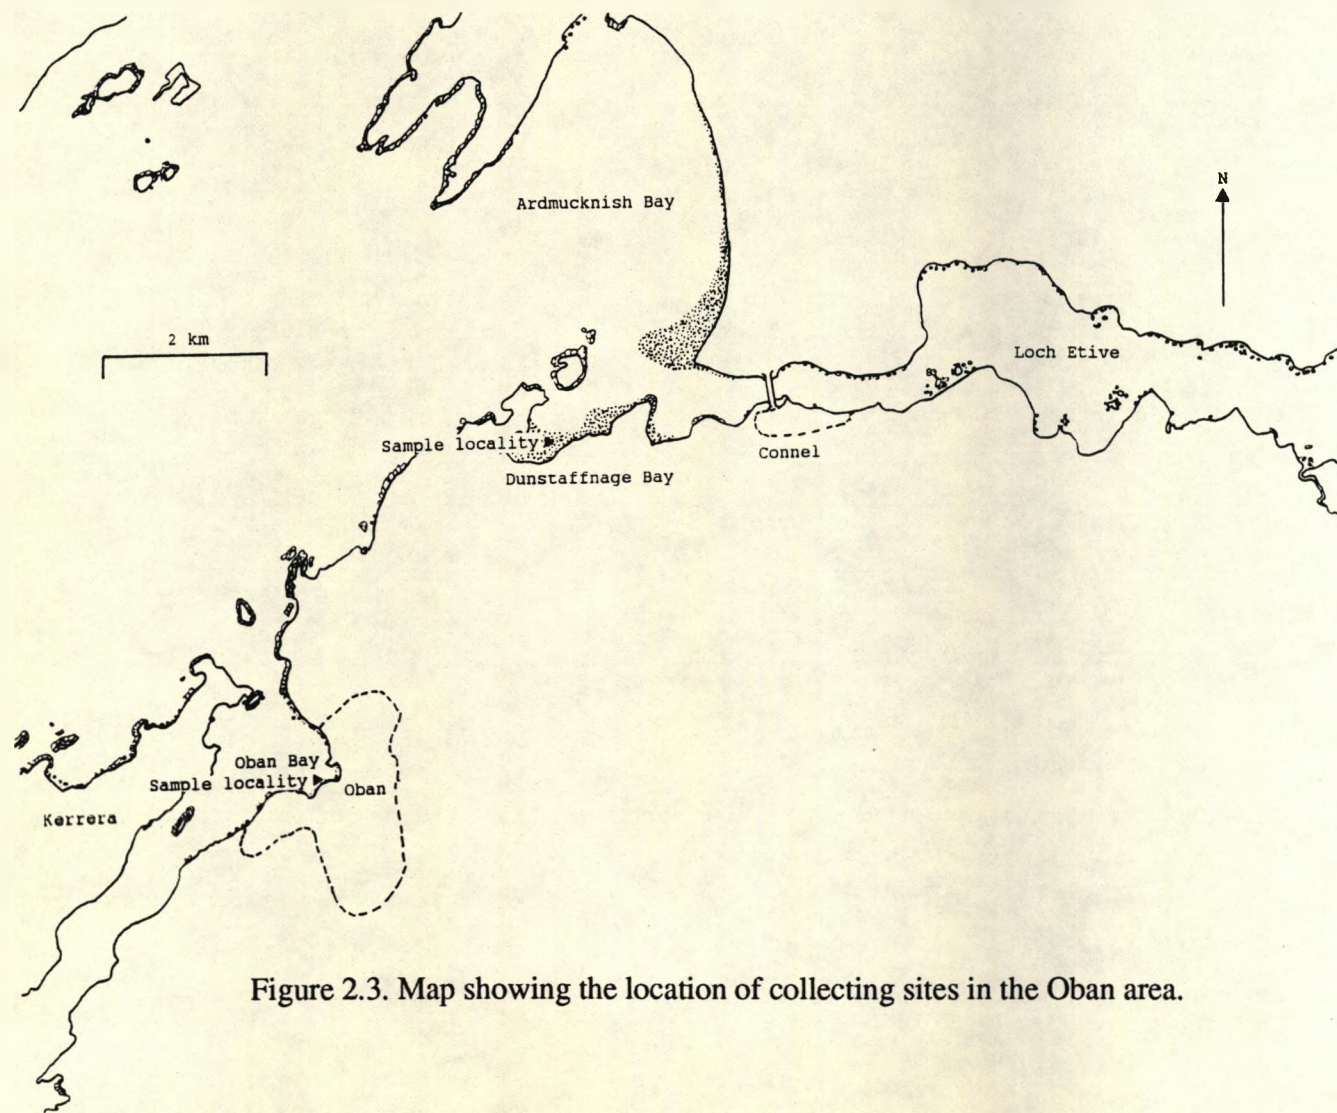 N
Ardmucknish Bay
2 km
Loch Etive
Sample locality
Connel
Dunstaffnage Bay
Oban Bay
Sample locality
Oban
Kerrera
Figure 2.3. Map showing the location of collecting sites in the Oban area.